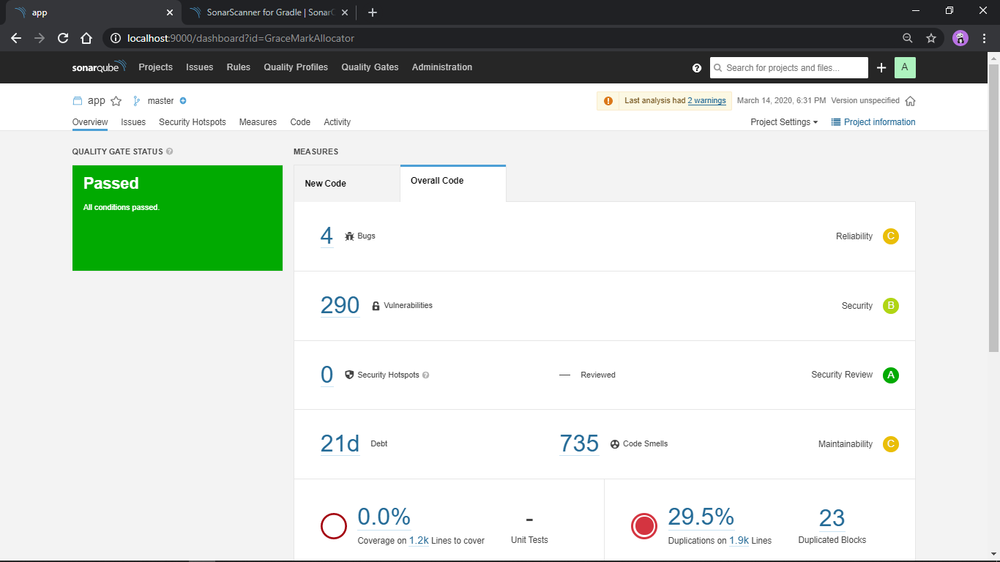 app
SonarScanner for Gradle | Sonar
localhost:9000/dashboard?id=GraceMarkAllocator
sonarqube Projects Issues Rules Quality Profiles Quality Gates Administration
Search for projects and files...
A
app master
Last analysis had 2 warnings March 14, 2020, 6:31 PM Version unspecified
Overview Issues Security Hotspots Measures Code Activity
Project Settings Project information
QUALITY GATE STATUS
MEASURES
Passed
All conditions passed.
New Code
Overall Code
4 Bugs
Reliability C
290 Vulnerabilities
Security B
0 Security Hotspots
— Reviewed
Security Review A
21d Debt
735 Code Smells
Maintainability C
0.0%
Coverage on 1.2k Lines to cover
-
Unit Tests
29.5%
Duplications on 1.9k Lines
23
Duplicated Blocks